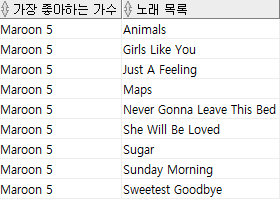 가장 좋아하는 가수 노래 목록
Maroon 5 Animals
Maroon 5 Girls Like You
Maroon 5 Just A Feeling
Maroon 5 Maps
Maroon 5 Never Gonna Leave This Bed
Maroon 5 She Will Be Loved
Maroon 5 Sugar
Maroon 5 Sunday Morning
Maroon 5 Sweetest Goodbye